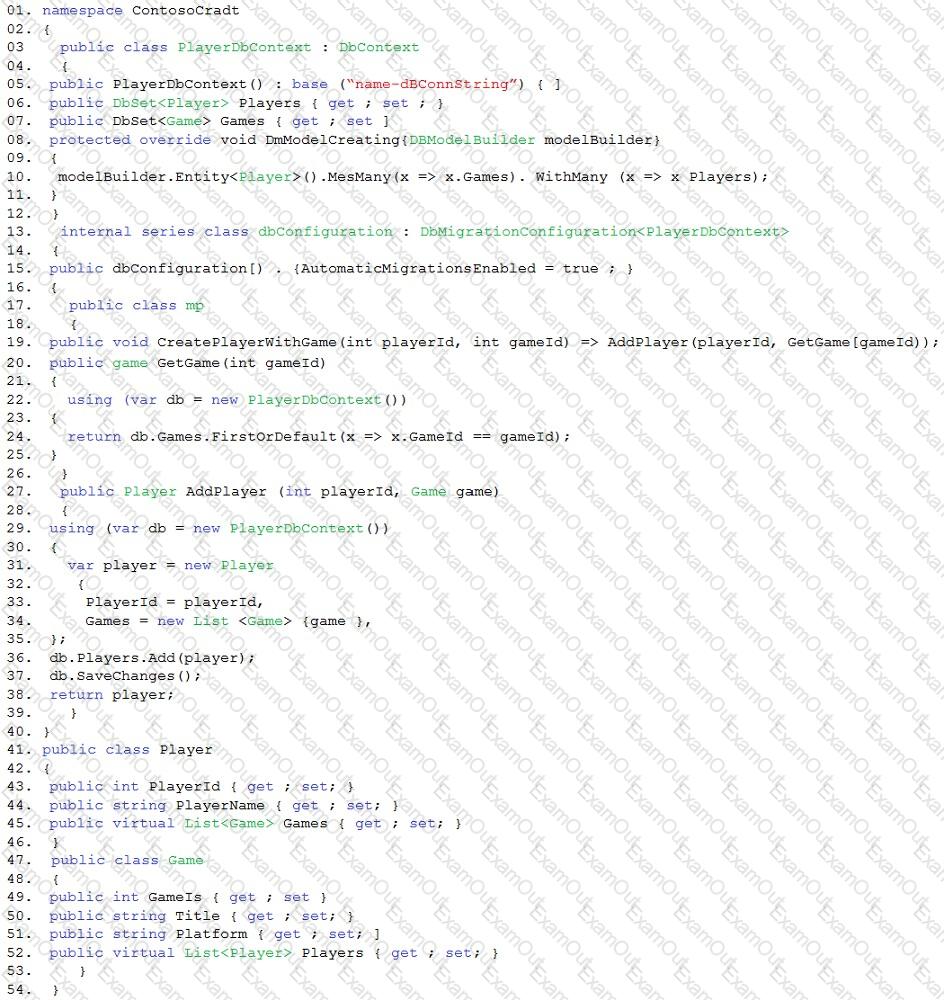 01. namespace ContosoCradt
02. {
03 public class PlayerDbContext : DbContext
04. {
05. public PlayerDbContext() : base (“name-dBConnString”) { ]
06. public DbSet<Player> Players { get ; set ; }
07. public DbSet<Game> Games { get ; set ]
08. protected override void DmModelCreating{DBModelBuilder modelBuilder}
09. {
10. modelBuilder.Entity<Player>().MesMany(x => x.Games). WithMany (x => x Players);
11. }
12. }
13. internal series class dbConfiguration : DbMigrationConfiguration<PlayerDbContext>
14. {
15. public dbConfiguration[) . {AutomaticMigrationsEnabled = true ; }
16. {
17. public class mp
18. {
19. public void CreatePlayerWithGame(int playerId, int gameId) => AddPlayer(playerId, GetGame[gameId));
20. public game GetGame(int gameId)
21. {
22. using (var db = new PlayerDbContext())
23. {
24. return db.Games.FirstOrDefault(x => x.GameId == gameId);
25. }
26. }
27. public Player AddPlayer (int playerId, Game game)
28. {
29. using (var db = new PlayerDbContext())
30. {
31. var player = new Player
32. {
33. PlayerId = playerId,
34. Games = new List <Game> {game },
35. };
36. db.Players.Add(player);
37. db.SaveChanges();
38. return player;
39. }
40. }
41. public class Player
42. {
43. public int PlayerId { get ; set; }
44. public string PlayerName { get ; set; }
45. public virtual List<Game> Games { get ; set; }
46. }
47. public class Game
48. {
49. public int GameIs { get ; set }
50. public string Title { get ; set; }
51. public string Platform { get ; set; ]
52. public virtual List<Player> Players { get ; set; }
53. }
54. }